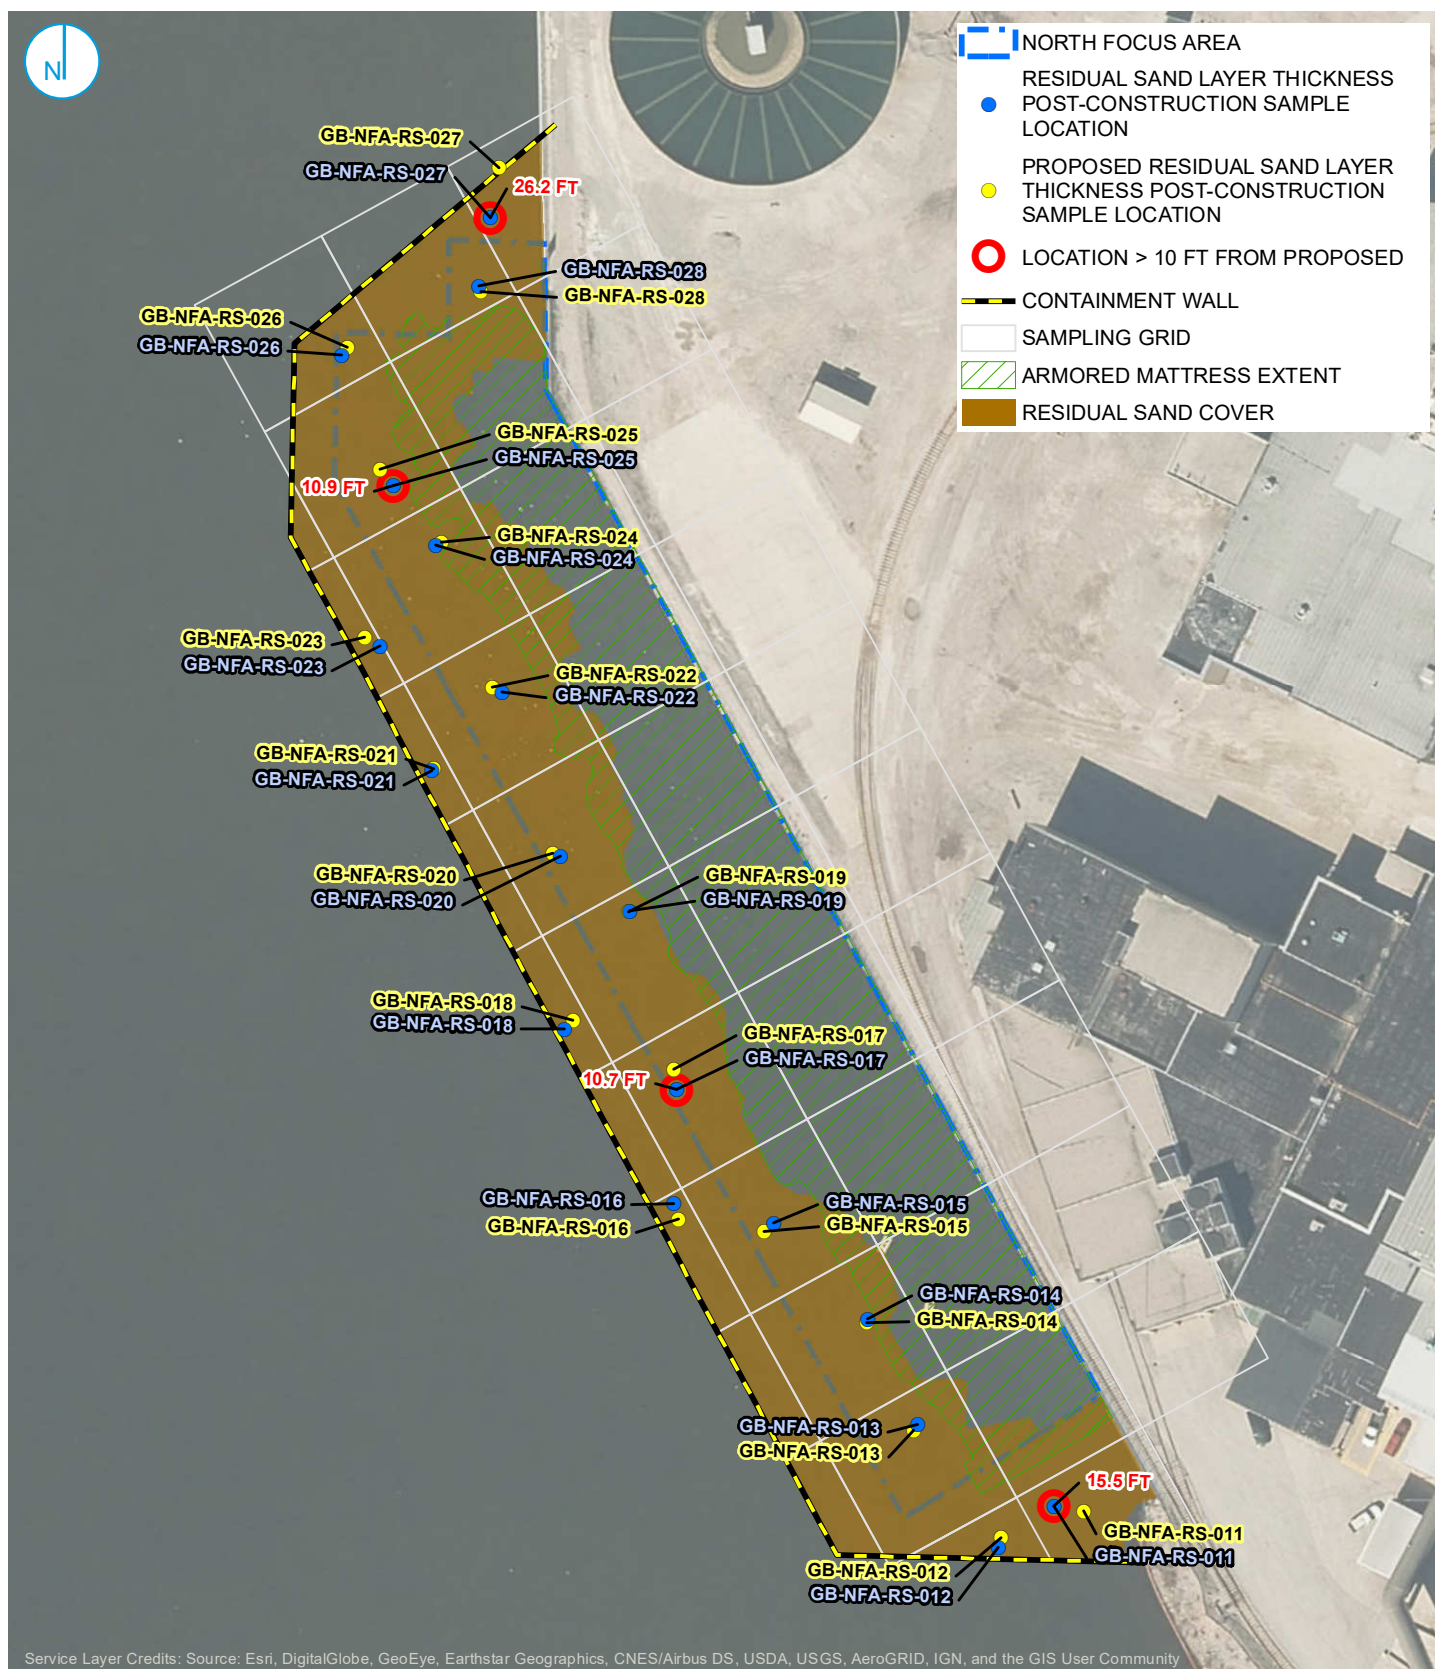 N
NORTH FOCUS AREA
RESIDUAL SAND LAYER THICKNESS
POST-CONSTRUCTION SAMPLE
LOCATION
PROPOSED RESIDUAL SAND LAYER
THICKNESS POST-CONSTRUCTION
SAMPLE LOCATION
LOCATION > 10 FT FROM PROPOSED
CONTAINMENT WALL
SAMPLING GRID
ARMORED MATTRESS EXTENT
RESIDUAL SAND COVER
GB-NFA-RS-027
GB-NFA-RS-027
26.2 FT
GB-NFA-RS-028
GB-NFA-RS-028
GB-NFA-RS-026
GB-NFA-RS-026
GB-NFA-RS-025
GB-NFA-RS-025
10.9 FT
GB-NFA-RS-024
GB-NFA-RS-024
GB-NFA-RS-023
GB-NFA-RS-023
GB-NFA-RS-022
GB-NFA-RS-022
GB-NFA-RS-021
GB-NFA-RS-021
GB-NFA-RS-020
GB-NFA-RS-020
GB-NFA-RS-019
GB-NFA-RS-019
GB-NFA-RS-018
GB-NFA-RS-018
GB-NFA-RS-017
GB-NFA-RS-017
10.7 FT
GB-NFA-RS-016
GB-NFA-RS-016
GB-NFA-RS-015
GB-NFA-RS-015
GB-NFA-RS-014
GB-NFA-RS-014
GB-NFA-RS-013
GB-NFA-RS-013
15.5 FT
GB-NFA-RS-011
GB-NFA-RS-011
GB-NFA-RS-012
GB-NFA-RS-012
Service Layer Credits: Source: Esri, DigitalGlobe, GeoEye, Earthstar Geographics, CNES/Airbus DS, USDA, USGS, AeroGRID, IGN, and the GIS User Community